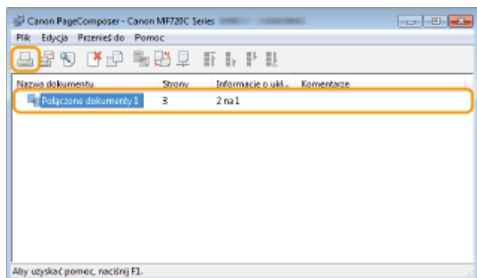 Canon PageComposer - Canon MF720C Series
Plik Edycja Przenieś do Pomoc
Nazwa dokumentu Strony Informacje o ukł... Komentarze
Połączone dokumenty 1 3 2 na 1
Aby uzyskać pomoc, naciśnij F1.